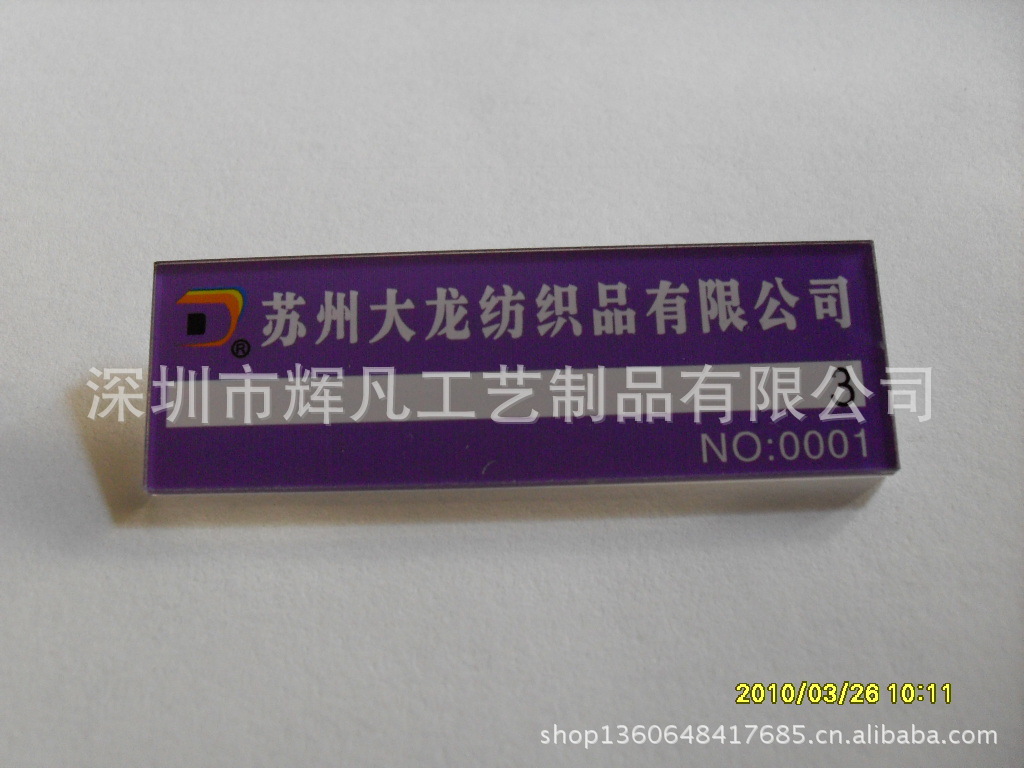 苏州大龙纺织品有限公司
®
深圳市辉凡工艺制品有限公司
3
NO:0001
2010/03/26 10:11
shop1360648417685.cn.alibaba.com